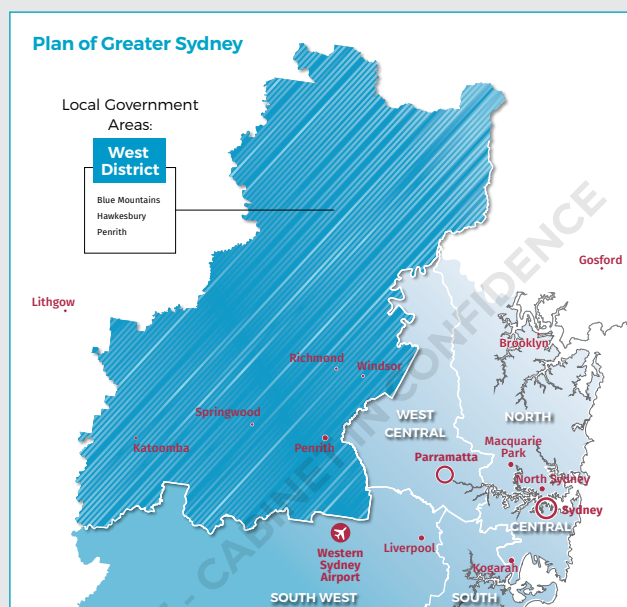 Plan of Greater Sydney
Local Government
Areas:
West
District
Blue Mountains
Hawkesbury
Penrith
Gosford
Lithgow
Brooklyn
Richmond
Windsor
Springwood
WEST
CENTRAL
NORTH
Katoomba
Penrith
Macquarie
Park
Parramatta
North Sydney
Sydney
CENTRAL
Western
Sydney
Airport
Liverpool
Kogarah
SOUTH WEST
SOUTH
- CABINET IN CONFIDENCE